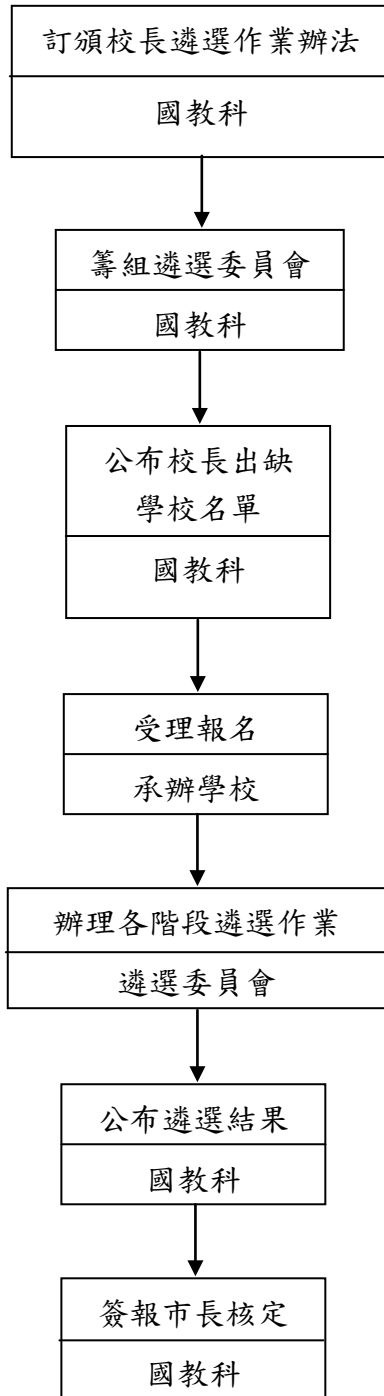 訂頒校長遴選作業辦法
國教科
籌組遴選委員會
國教科
公布校長出缺
學校名單
國教科
受理報名
承辦學校
辦理各階段遴選作業
遴選委員會
公布遴選結果
國教科
簽報市長核定
國教科